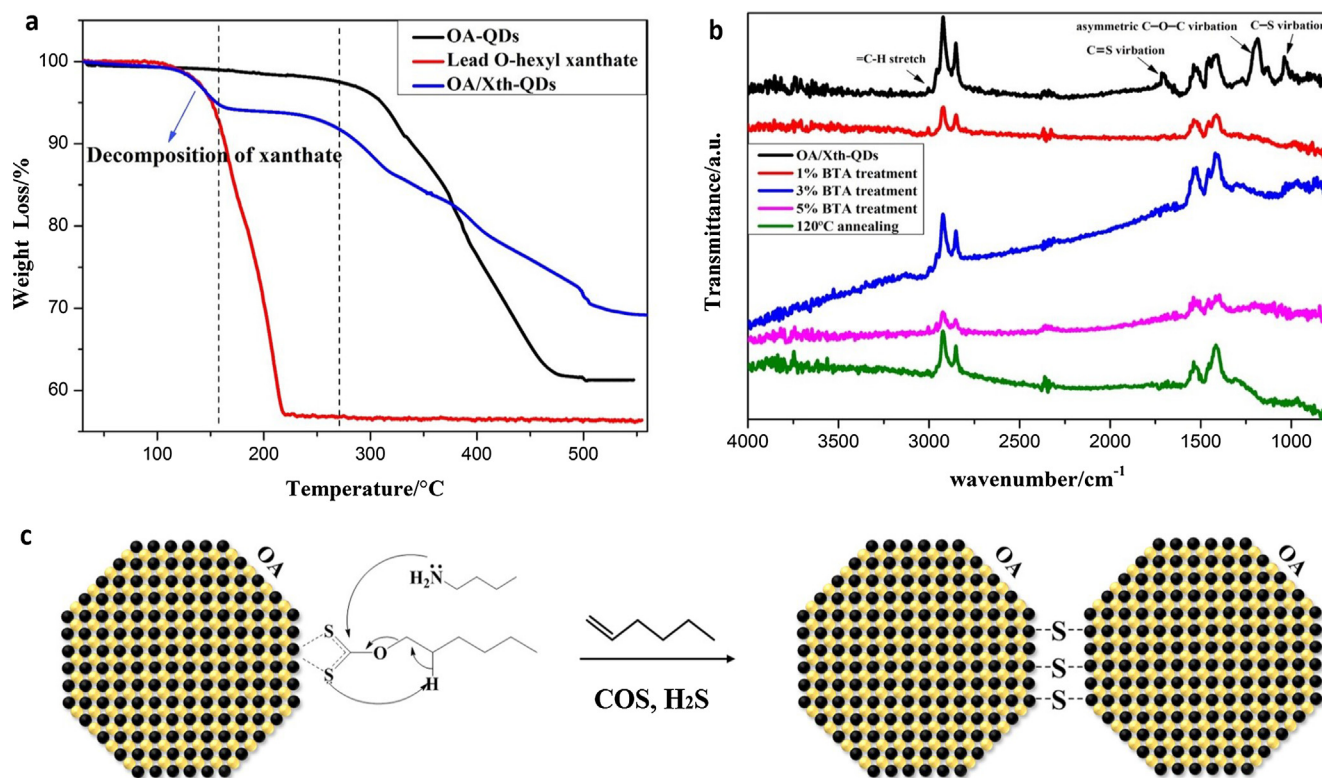 a
OA-QDs
Lead O-hexyl xanthate
OA/Xth-QDs
Decomposition of xanthate
Weight Loss/%
100
90
80
70
60
100
200
300
400
500
Temperature/°C
b
asymmetric C-O-C virbation
C-S virbation
C=S virbation
=C-H stretch
OA/Xth-QDs
1% BTA treatment
3% BTA treatment
5% BTA treatment
120ºC annealing
Transmittance/a.u.
4000
3500
3000
2500
2000
1500
1000
wavenumber/cm⁻¹
c
OA
H₂N
S
O
S
H
COS, H₂S
OA
S
S
S
OA